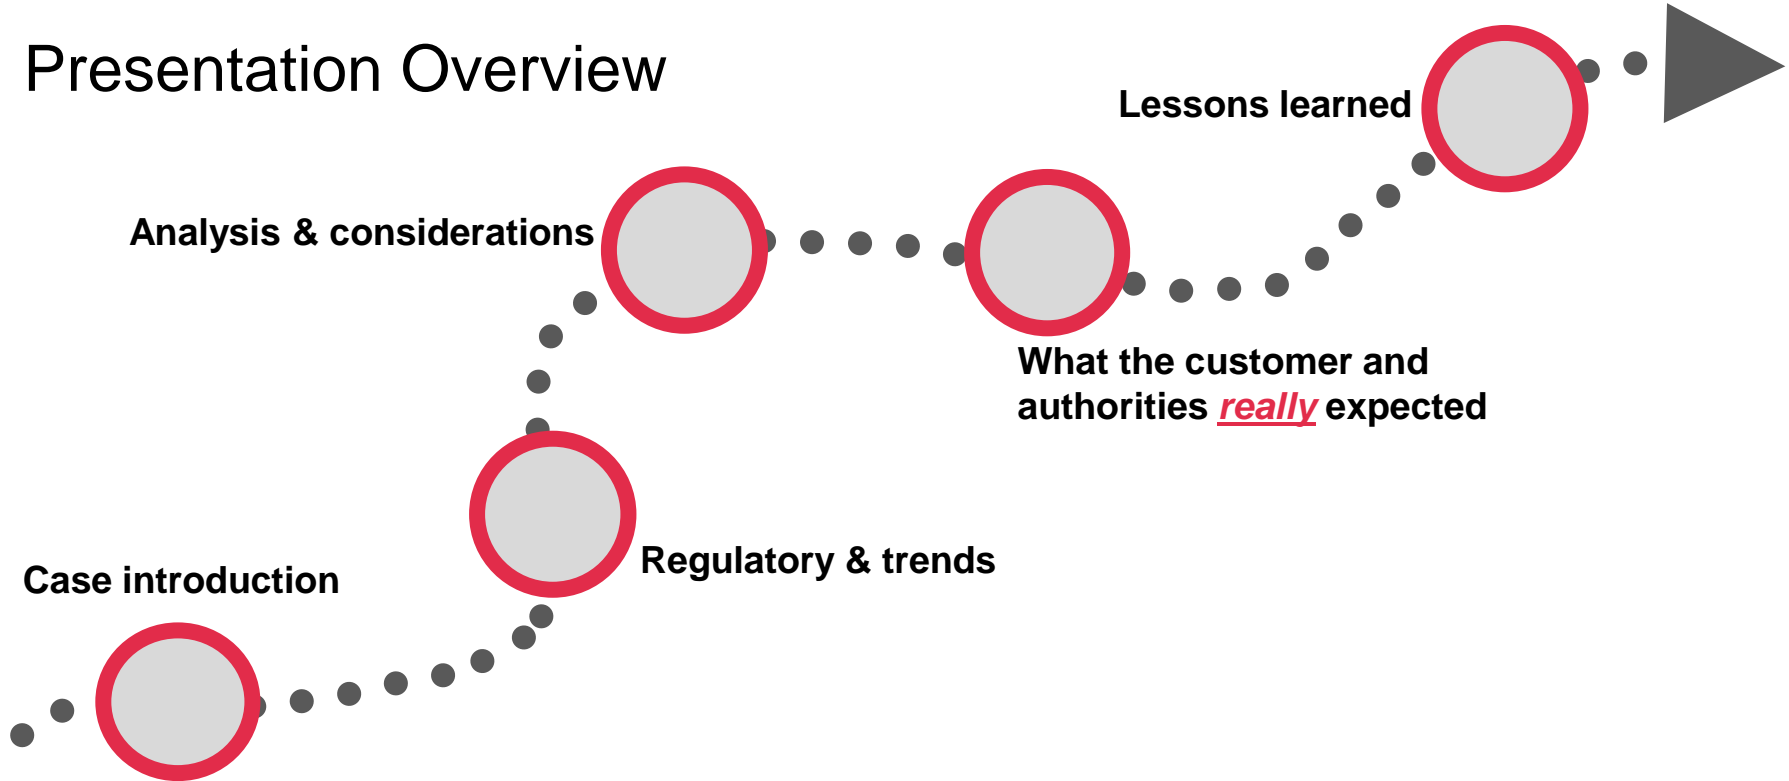 Presentation Overview
Lessons learned
Analysis & considerations
What the customer and
authorities really expected
Regulatory & trends
Case introduction